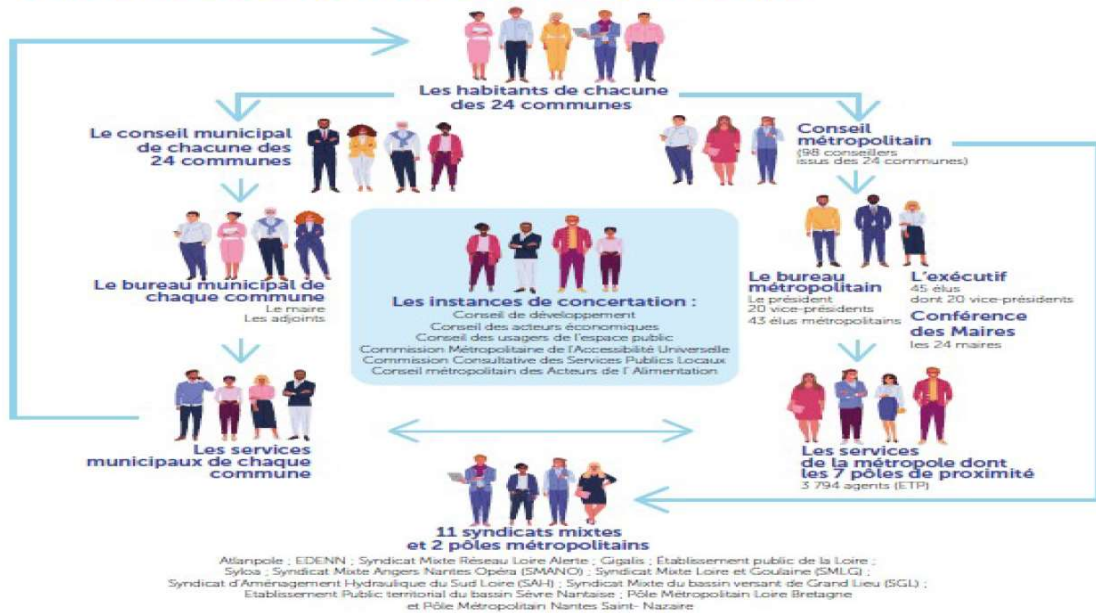 Les habitants de chacune
des 24 communes
Le conseil municipal
de chacune des
24 communes
Conseil
métropolitain
(98 conseillers
issus des 24 communes)
Le bureau municipal de
chaque commune
Le maire
Les adjoints
Les instances de concertation :
Conseil de développement
Conseil des acteurs économiques
Conseil des usagers de l'espace public
Commission Métropolitaine de l'Accessibilité Universelle
Commission Consultative des Services Publics Locaux
Conseil métropolitain des Acteurs de l' Alimentation
Le bureau
métropolitain
Le président
20 vice-présidents
43 élus métropolitains
L'exécutif
45 élus
dont 20 vice-présidents
Conférence
des Maires
les 24 maires
Les services
municipaux de chaque
commune
Les services
de la métropole dont
les 7 pôles de proximité
3 794 agents (ETP)
11 syndicats mixtes
et 2 pôles métropolitains
Atlanpole ; EDENN ; Syndicat Mixte Réseau Loire Alerte ; Gigalis ; Établissement public de la Loire ;
Syloa ; Syndicat Mixte Angers Nantes Opéra (SMANO) ; Syndicat Mixte Loire et Goulaine (SMLG) ;
Syndicat d'Aménagement Hydraulique du Sud Loire (SAH) ; Syndicat Mixte du bassin versant de Grand Lieu (SGL) ;
Etablissement Public territorial du bassin Sèvre Nantaise ; Pôle Métropolitain Loire Bretagne
et Pôle Métropolitain Nantes Saint- Nazaire